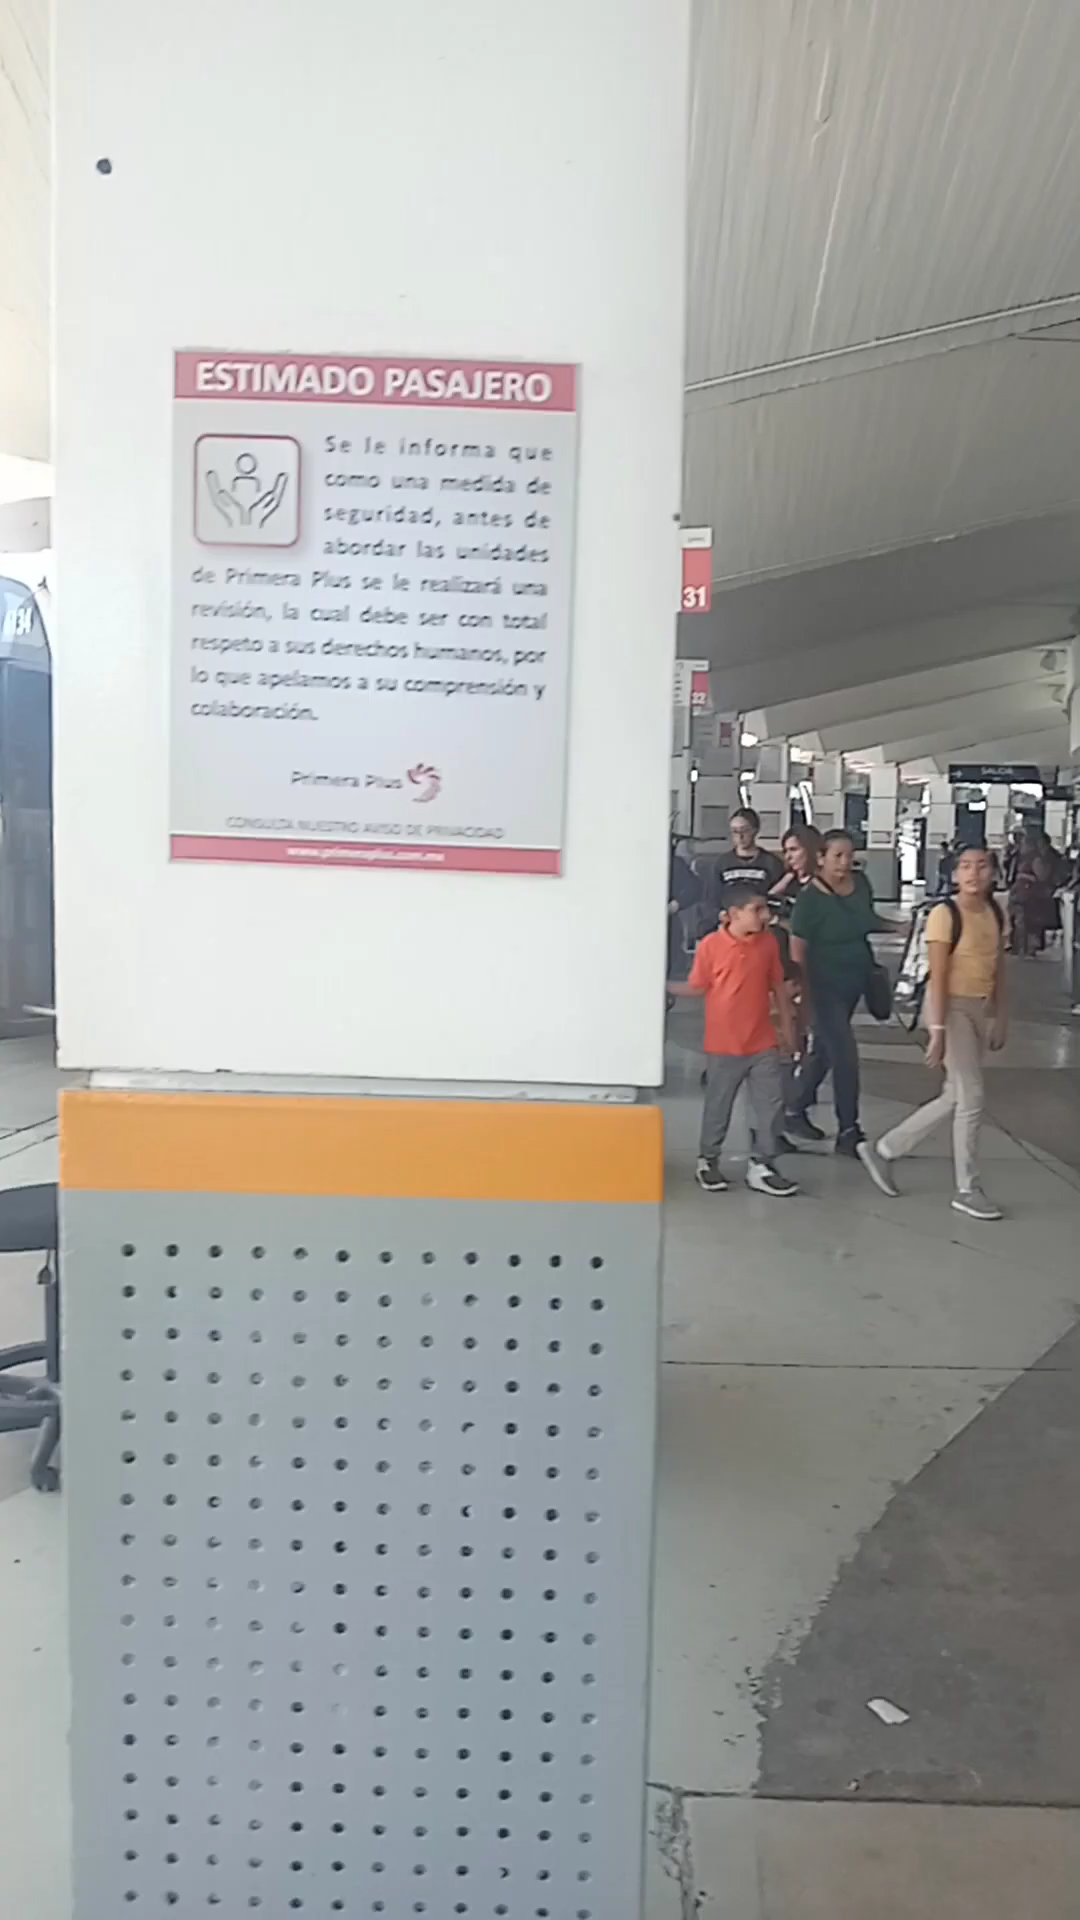 ESTIMADO PASAJERO
Se le informa que
como una medida de
seguridad, antes de
abordar las unidades
de Primera Plus se le realizará una
revisión, la cual debe ser con total
respeto a sus derechos humanos, por
lo que apelamos a su comprensión y
colaboración.
Primera Plus
CONSULTA NUESTRO AVISO DE PRIVACIDAD
www.primeraplus.com.mx
31
32
34
SALIDA